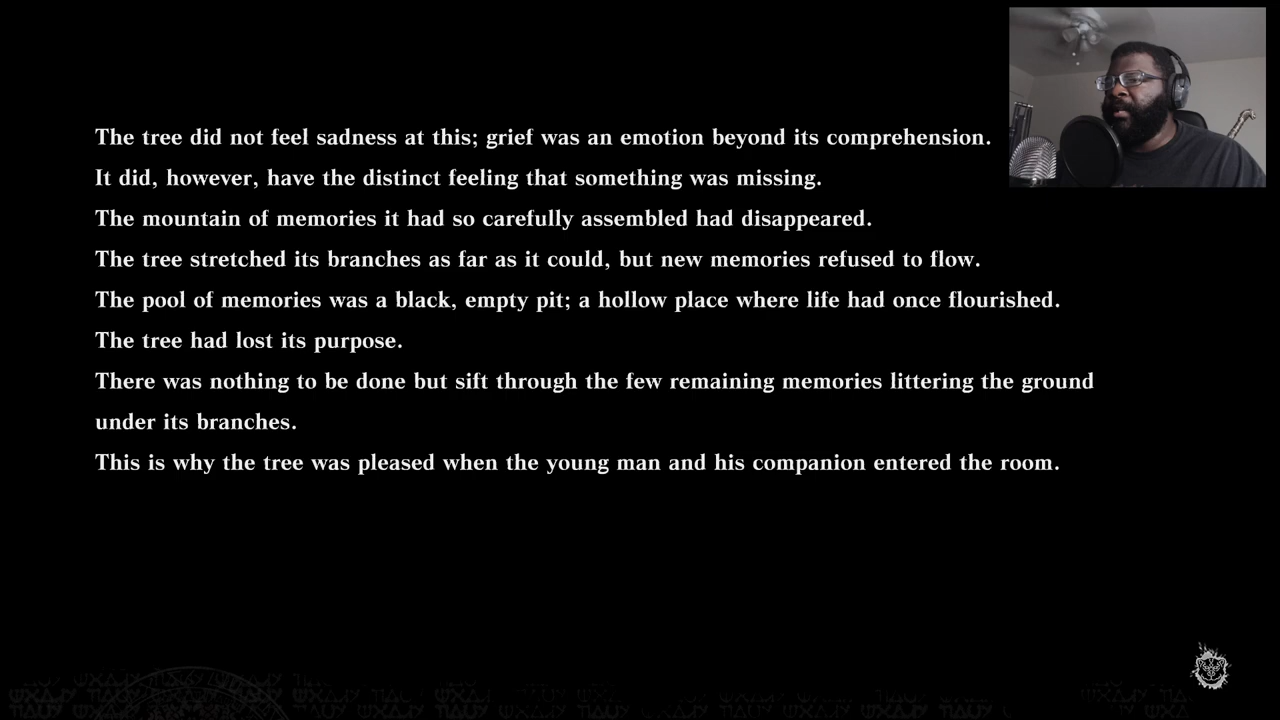 The tree did not feel sadness at this; grief was an emotion beyond its comprehension.
It did, however, have the distinct feeling that something was missing.
The mountain of memories it had so carefully assembled had disappeared.
The tree stretched its branches as far as it could, but new memories refused to flow.
The pool of memories was a black, empty pit; a hollow place where life had once flourished.
The tree had lost its purpose.
There was nothing to be done but sift through the few remaining memories littering the ground
under its branches.
This is why the tree was pleased when the young man and his companion entered the room.